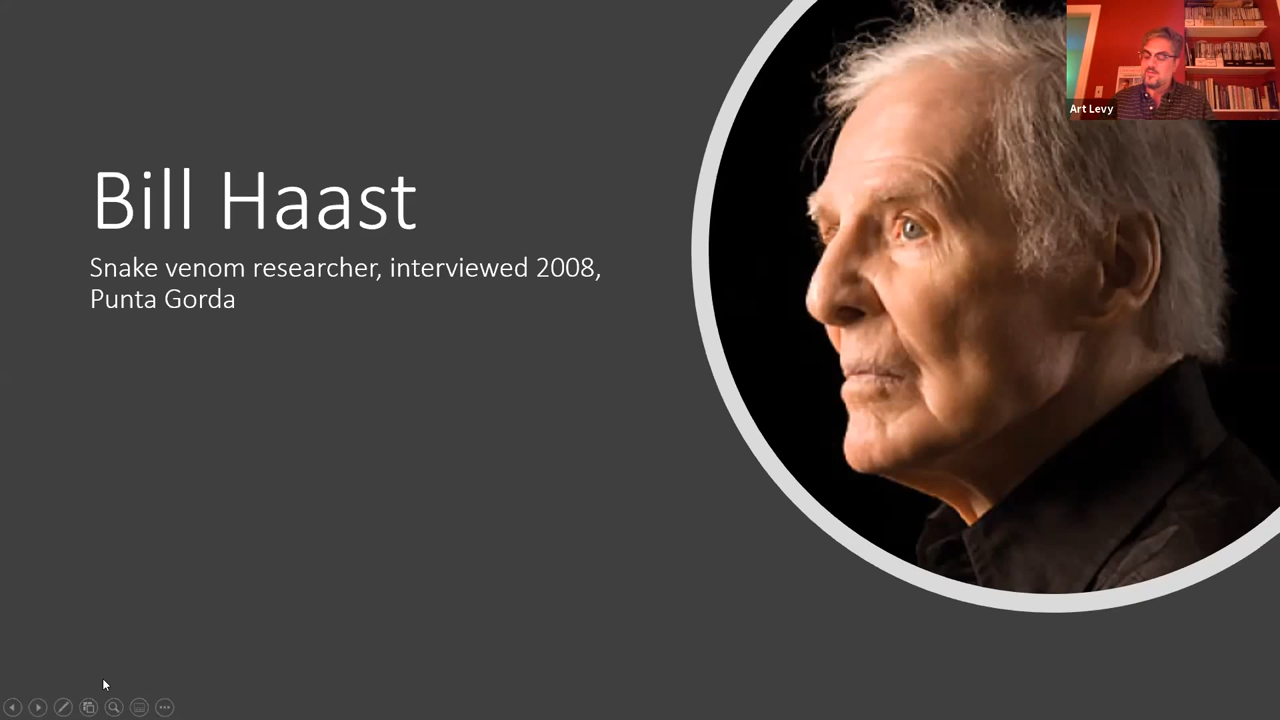 Bill Haast
Snake venom researcher, interviewed 2008,
Punta Gorda
Art Levy